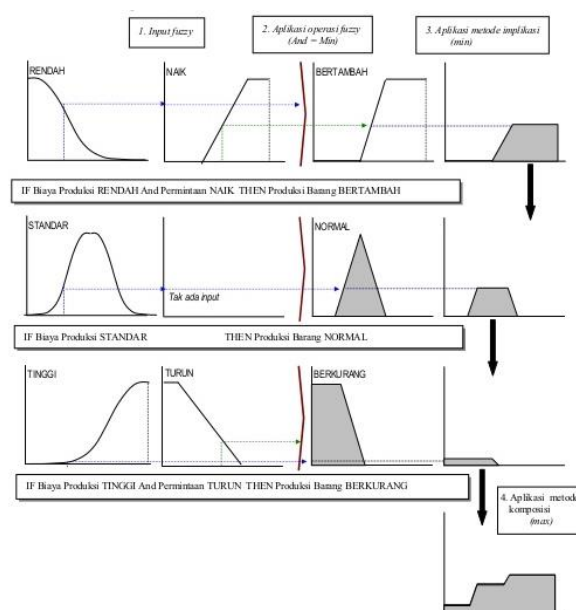 1. Input fuzzy
2. Aplikasi operasi fuzzy
(And = Min)
3. Aplikasi metode implikasi
(min)
RENDAH
NAIK
BERTAMBAH
IF Biaya Produksi RENDAH And Permintaan NAIK THEN Produksi Barang BERTAMBAH
STANDAR
NORMAL
Tak ada input
IF Biaya Produksi STANDAR THEN Produksi Barang NORMAL
TINGGI
TURUN
BERKURANG
IF Biaya Produksi TINGGI And Permintaan TURUN THEN Produksi Barang BERKURANG
4. Aplikasi metode
komposisi
(max)